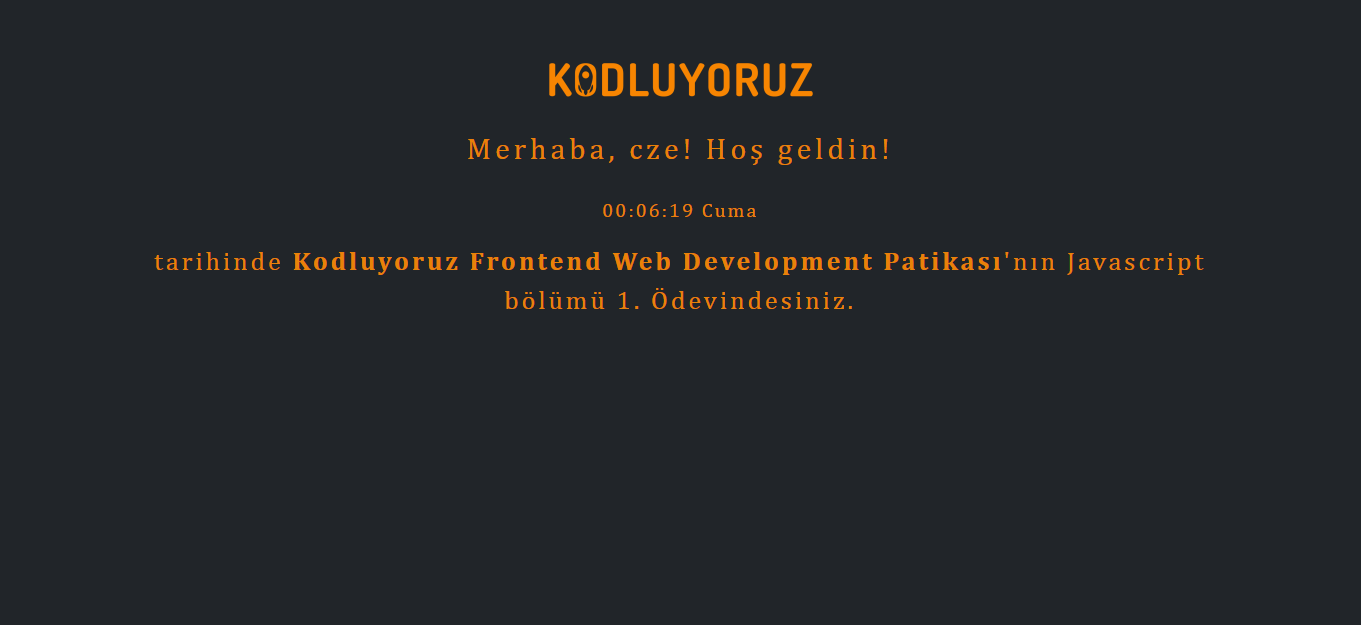 KODLUYORUZ
Merhaba, cze! Hoş geldin!
00:06:19 Cuma
tarihinde Kodluyoruz Frontend Web Development Patikası'nın Javascript
bölümü 1. Ödevindesiniz.